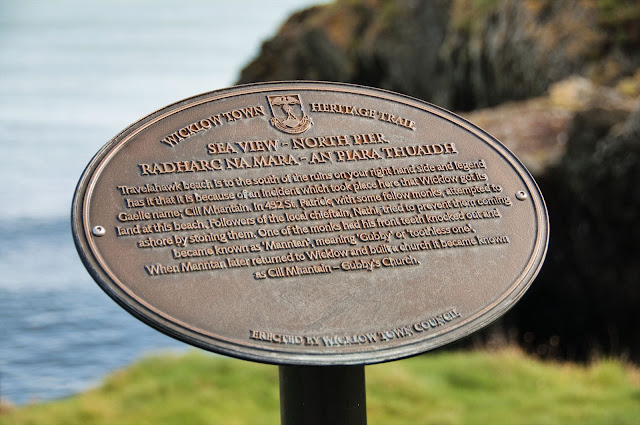 WICKLOW TOWN HERITAGE TRAIL
SEA VIEW - NORTH PIER
RADHARC NA MARA - AN PIARA THUAIDH
Travelahawk beach is to the south of the ruins on your right hand side and legend
has it that it is because of an incident which took place here that Wicklow got its
Gaelic name, Cill Mhantain. In 432 St. Patrick, with some fellow monks, attempted to
land at this beach. Followers of the local chieftain, Nathi, tried to prevent them coming
ashore by stoning them. One of the monks had his front teeth knocked out and
became known as 'Manntan', meaning 'Gubby' or 'toothless one'.
When Manntan later returned to Wicklow and built a Church it became known
as Cill Mhantain - Gubby's Church.
ERECTED BY WICKLOW TOWN COUNCIL